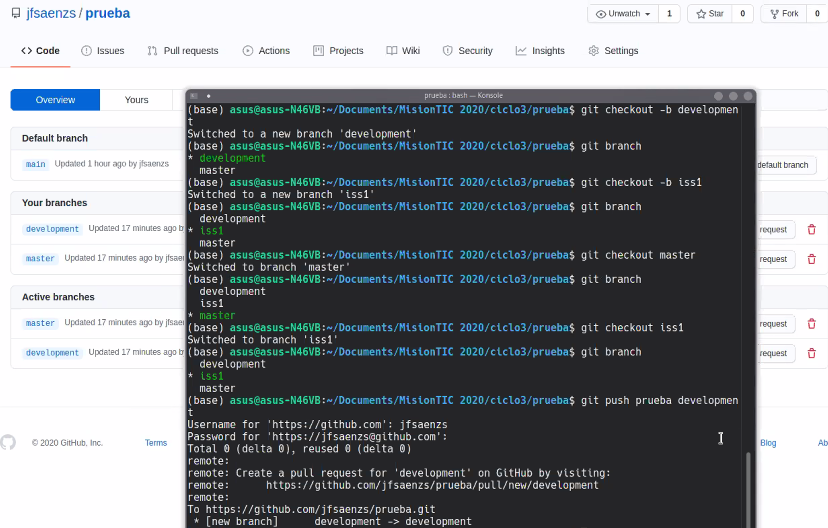 jfsaenzs / prueba
Unwatch 1 Star 0 Fork 0
Code Issues Pull requests Actions Projects Wiki Security Insights Settings
Overview Yours
prueba : bash — Konsole
Default branch
main Updated 1 hour ago by jfsaenzs
default branch
Your branches
development Updated 17 minutes ago by
request
master Updated 17 minutes ago by jfsaen
request
Active branches
master Updated 17 minutes ago by jfsaen
request
development Updated 17 minutes ago by
request
© 2020 GitHub, Inc. Terms
Blog Ab
(base) asus@asus-N46VB:~/Documents/MisionTIC 2020/ciclo3/prueba$ git checkout -b developmen
t
Switched to a new branch 'development'
(base) asus@asus-N46VB:~/Documents/MisionTIC 2020/ciclo3/prueba$ git branch
* development
master
(base) asus@asus-N46VB:~/Documents/MisionTIC 2020/ciclo3/prueba$ git checkout -b iss1
Switched to a new branch 'iss1'
(base) asus@asus-N46VB:~/Documents/MisionTIC 2020/ciclo3/prueba$ git branch
development
* iss1
master
(base) asus@asus-N46VB:~/Documents/MisionTIC 2020/ciclo3/prueba$ git checkout master
Switched to branch 'master'
(base) asus@asus-N46VB:~/Documents/MisionTIC 2020/ciclo3/prueba$ git branch
development
iss1
* master
(base) asus@asus-N46VB:~/Documents/MisionTIC 2020/ciclo3/prueba$ git checkout iss1
Switched to branch 'iss1'
(base) asus@asus-N46VB:~/Documents/MisionTIC 2020/ciclo3/prueba$ git branch
development
* iss1
master
(base) asus@asus-N46VB:~/Documents/MisionTIC 2020/ciclo3/prueba$ git push prueba developmen
t
Username for 'https://github.com': jfsaenzs
Password for 'https://jfsaenzs@github.com':
Total 0 (delta 0), reused 0 (delta 0)
remote:
remote: Create a pull request for 'development' on GitHub by visiting:
remote: https://github.com/jfsaenzs/prueba/pull/new/development
remote:
To https://github.com/jfsaenzs/prueba.git
* [new branch] development -> development